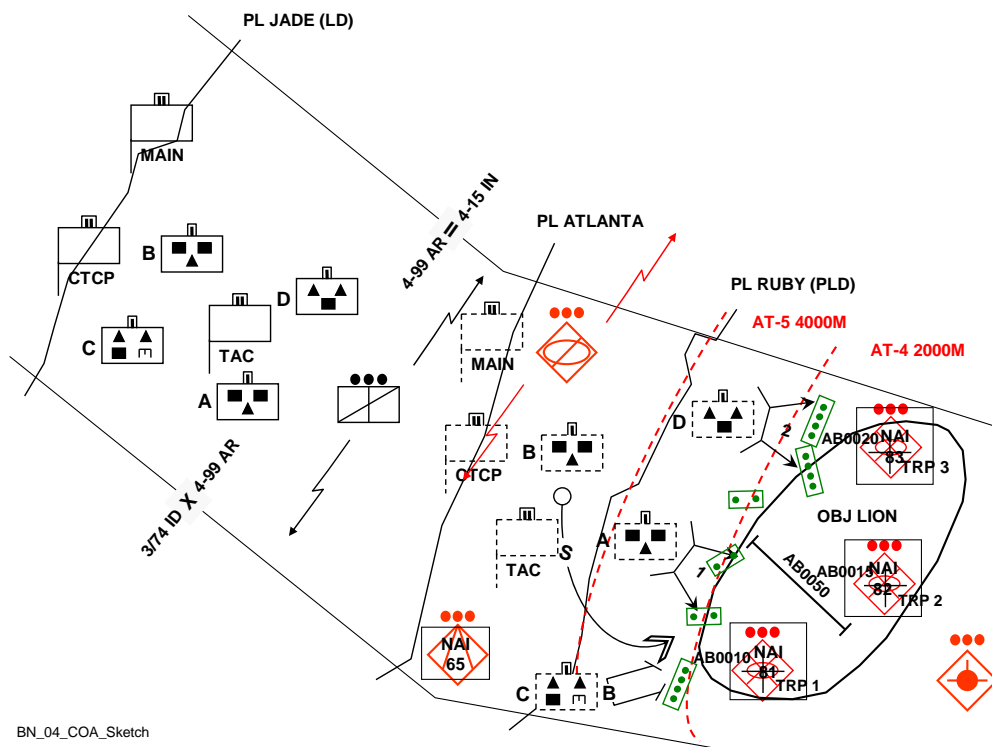 PL JADE (LD)
MAIN
CTCP
B
D
C
E
TAC
A
4-99 AR = 4-15 IN
3/74 ID X 4-99 AR
PL ATLANTA
PL RUBY (PLD)
AT-5 4000M
AT-4 2000M
MAIN
CTCP
B
TAC
S
A
D
1
2
AB0020
NAI
83
TRP 3
OBJ LION
AB0050
AB0015
NAI
82
TRP 2
AB0010
NAI
81
TRP 1
NAI
65
C
E
B
BN_04_COA_Sketch